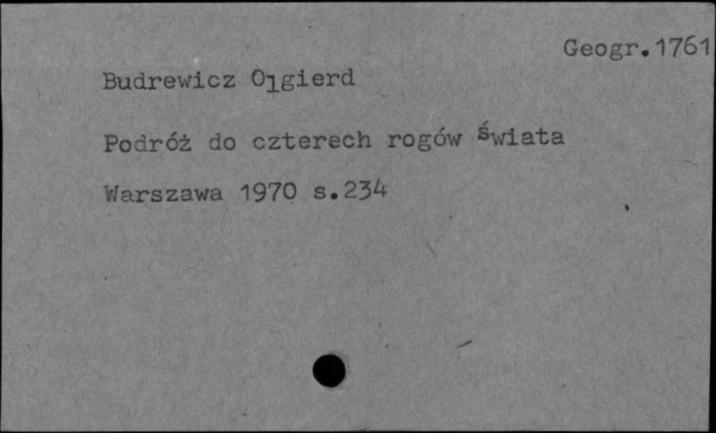 Geogr.1761
Budrewicz Olgierd
Podróż do czterech rogów świata
Warszawa 1970 s.234